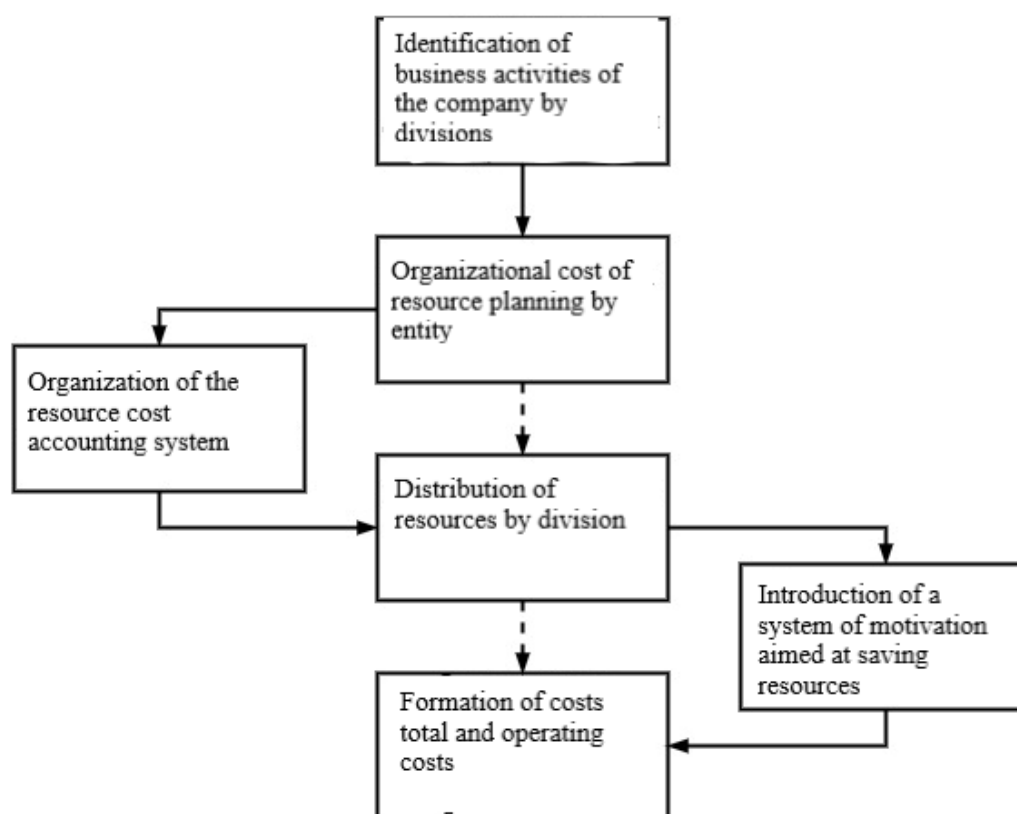 Identification of
business activities of
the company by
divisions
Organizational cost of
resource planning by
entity
Organization of the
resource cost
accounting system
Distribution of
resources by division
Introduction of a
system of motivation
aimed at saving
resources
Formation of costs
total and operating
costs